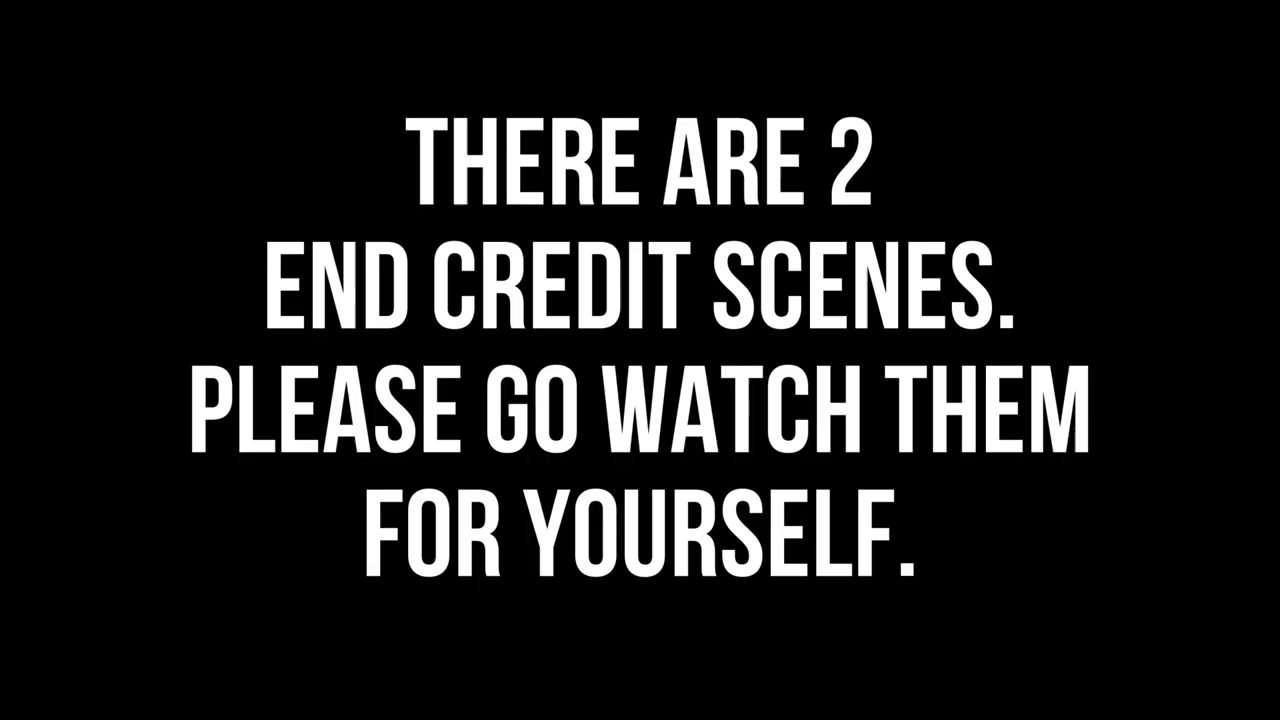 THERE ARE 2
END CREDIT SCENES.
PLEASE GO WATCH THEM
FOR YOURSELF.